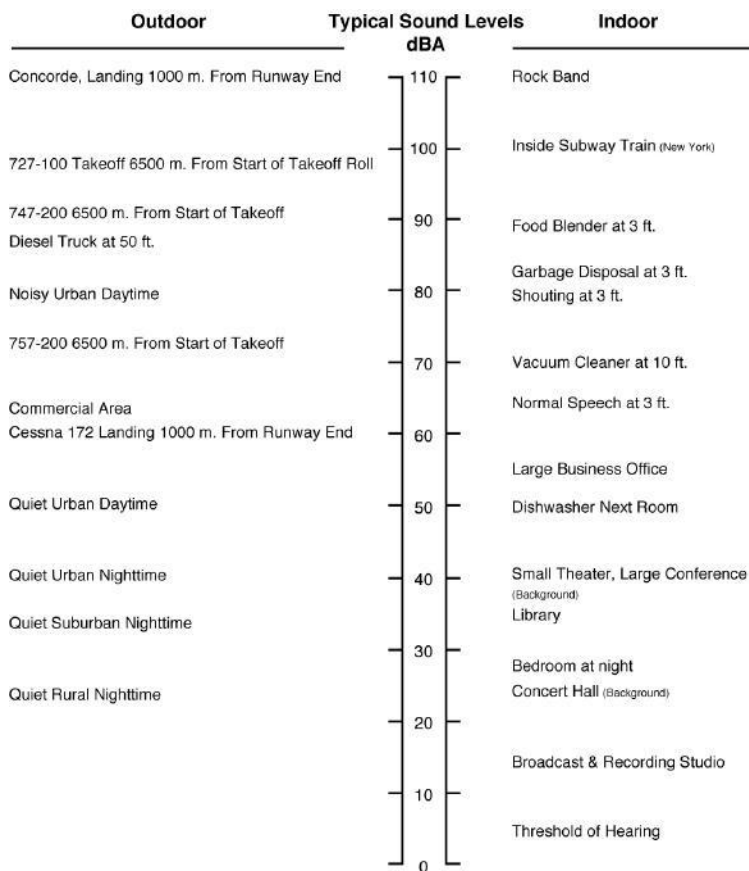 Outdoor Typical Sound Levels Indoor
dBA
Concorde, Landing 1000 m. From Runway End 110 Rock Band
100 Inside Subway Train (New York)
727-100 Takeoff 6500 m. From Start of Takeoff Roll
747-200 6500 m. From Start of Takeoff 90 Food Blender at 3 ft.
Diesel Truck at 50 ft.
Garbage Disposal at 3 ft.
Noisy Urban Daytime 80 Shouting at 3 ft.
757-200 6500 m. From Start of Takeoff
70 Vacuum Cleaner at 10 ft.
Commercial Area Normal Speech at 3 ft.
Cessna 172 Landing 1000 m. From Runway End 60
Large Business Office
Quiet Urban Daytime 50 Dishwasher Next Room
Quiet Urban Nighttime 40 Small Theater, Large Conference
(Background)
Quiet Suburban Nighttime Library
30
Bedroom at night
Quiet Rural Nighttime Concert Hall (Background)
20
Broadcast & Recording Studio
10
Threshold of Hearing
0